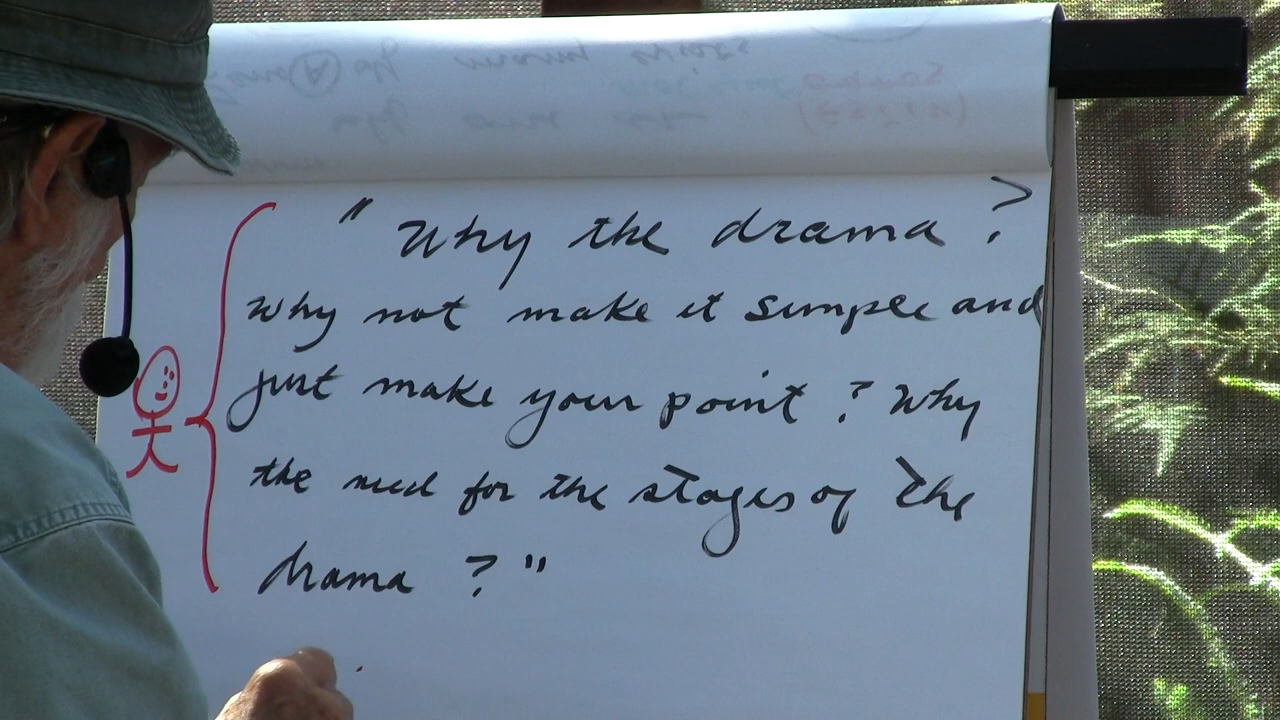 "Why the drama?
Why not make it simple and
just make your point? Why
the need for the stages of the
drama?"